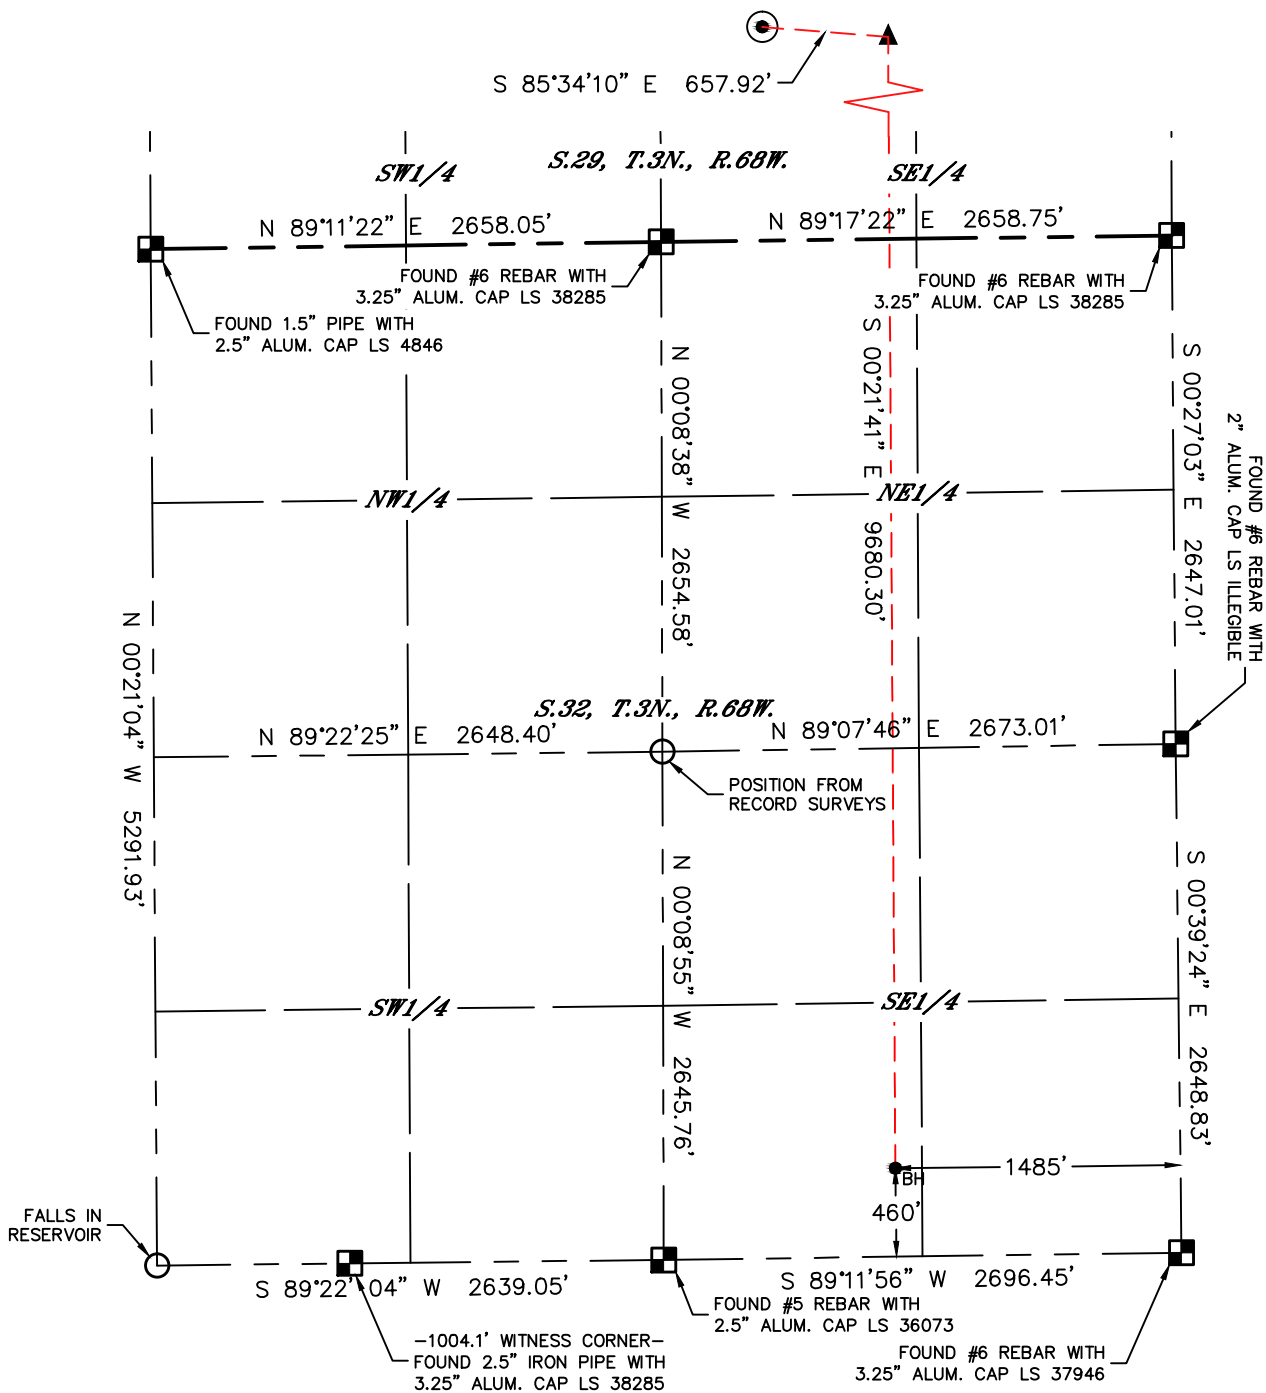 S 85°34'10" E 657.92'
S.29, T.3N., R.68W.
SW1/4
SE1/4
N 89°11'22" E 2658.05'
N 89°17'22" E 2658.75'
FOUND #6 REBAR WITH
3.25" ALUM. CAP LS 38285
FOUND #6 REBAR WITH
3.25" ALUM. CAP LS 38285
FOUND 1.5" PIPE WITH
2.5" ALUM. CAP LS 4846
N 00°08'38" W 2654.58'
S 00°21'41" E 9680.30'
S 00°27'03" E 2647.01'
FOUND #6 REBAR WITH
2" ALUM. CAP LS ILLEGIBLE
NW1/4
NE1/4
N 00°21'04" W 5291.93'
S.32, T.3N., R.68W.
N 89°22'25" E 2648.40'
N 89°07'46" E 2673.01'
POSITION FROM
RECORD SURVEYS
N 00°08'55" W 2645.76'
S 00°39'24" E 2648.83'
SW1/4
SE1/4
1485'
BH
460'
FALLS IN
RESERVOIR
S 89°22'04" W 2639.05'
S 89°11'56" W 2696.45'
FOUND #5 REBAR WITH
2.5" ALUM. CAP LS 36073
-1004.1' WITNESS CORNER-
FOUND 2.5" IRON PIPE WITH
3.25" ALUM. CAP LS 38285
FOUND #6 REBAR WITH
3.25" ALUM. CAP LS 37946